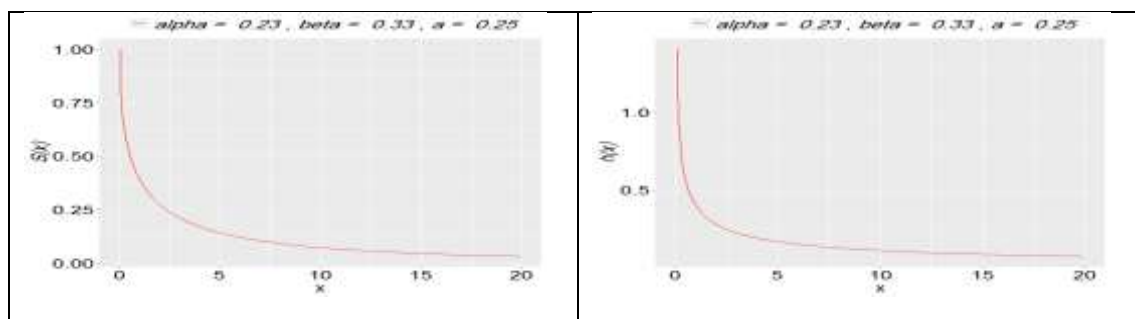 alpha = 0.23 , beta = 0.33 , a = 0.25
1.00
0.75
S(x)
0.50
0.25
0.00
0 5 10 15 20
x
alpha = 0.23 , beta = 0.33 , a = 0.25
1.0
h(x)
0.5
0 5 10 15 20
x